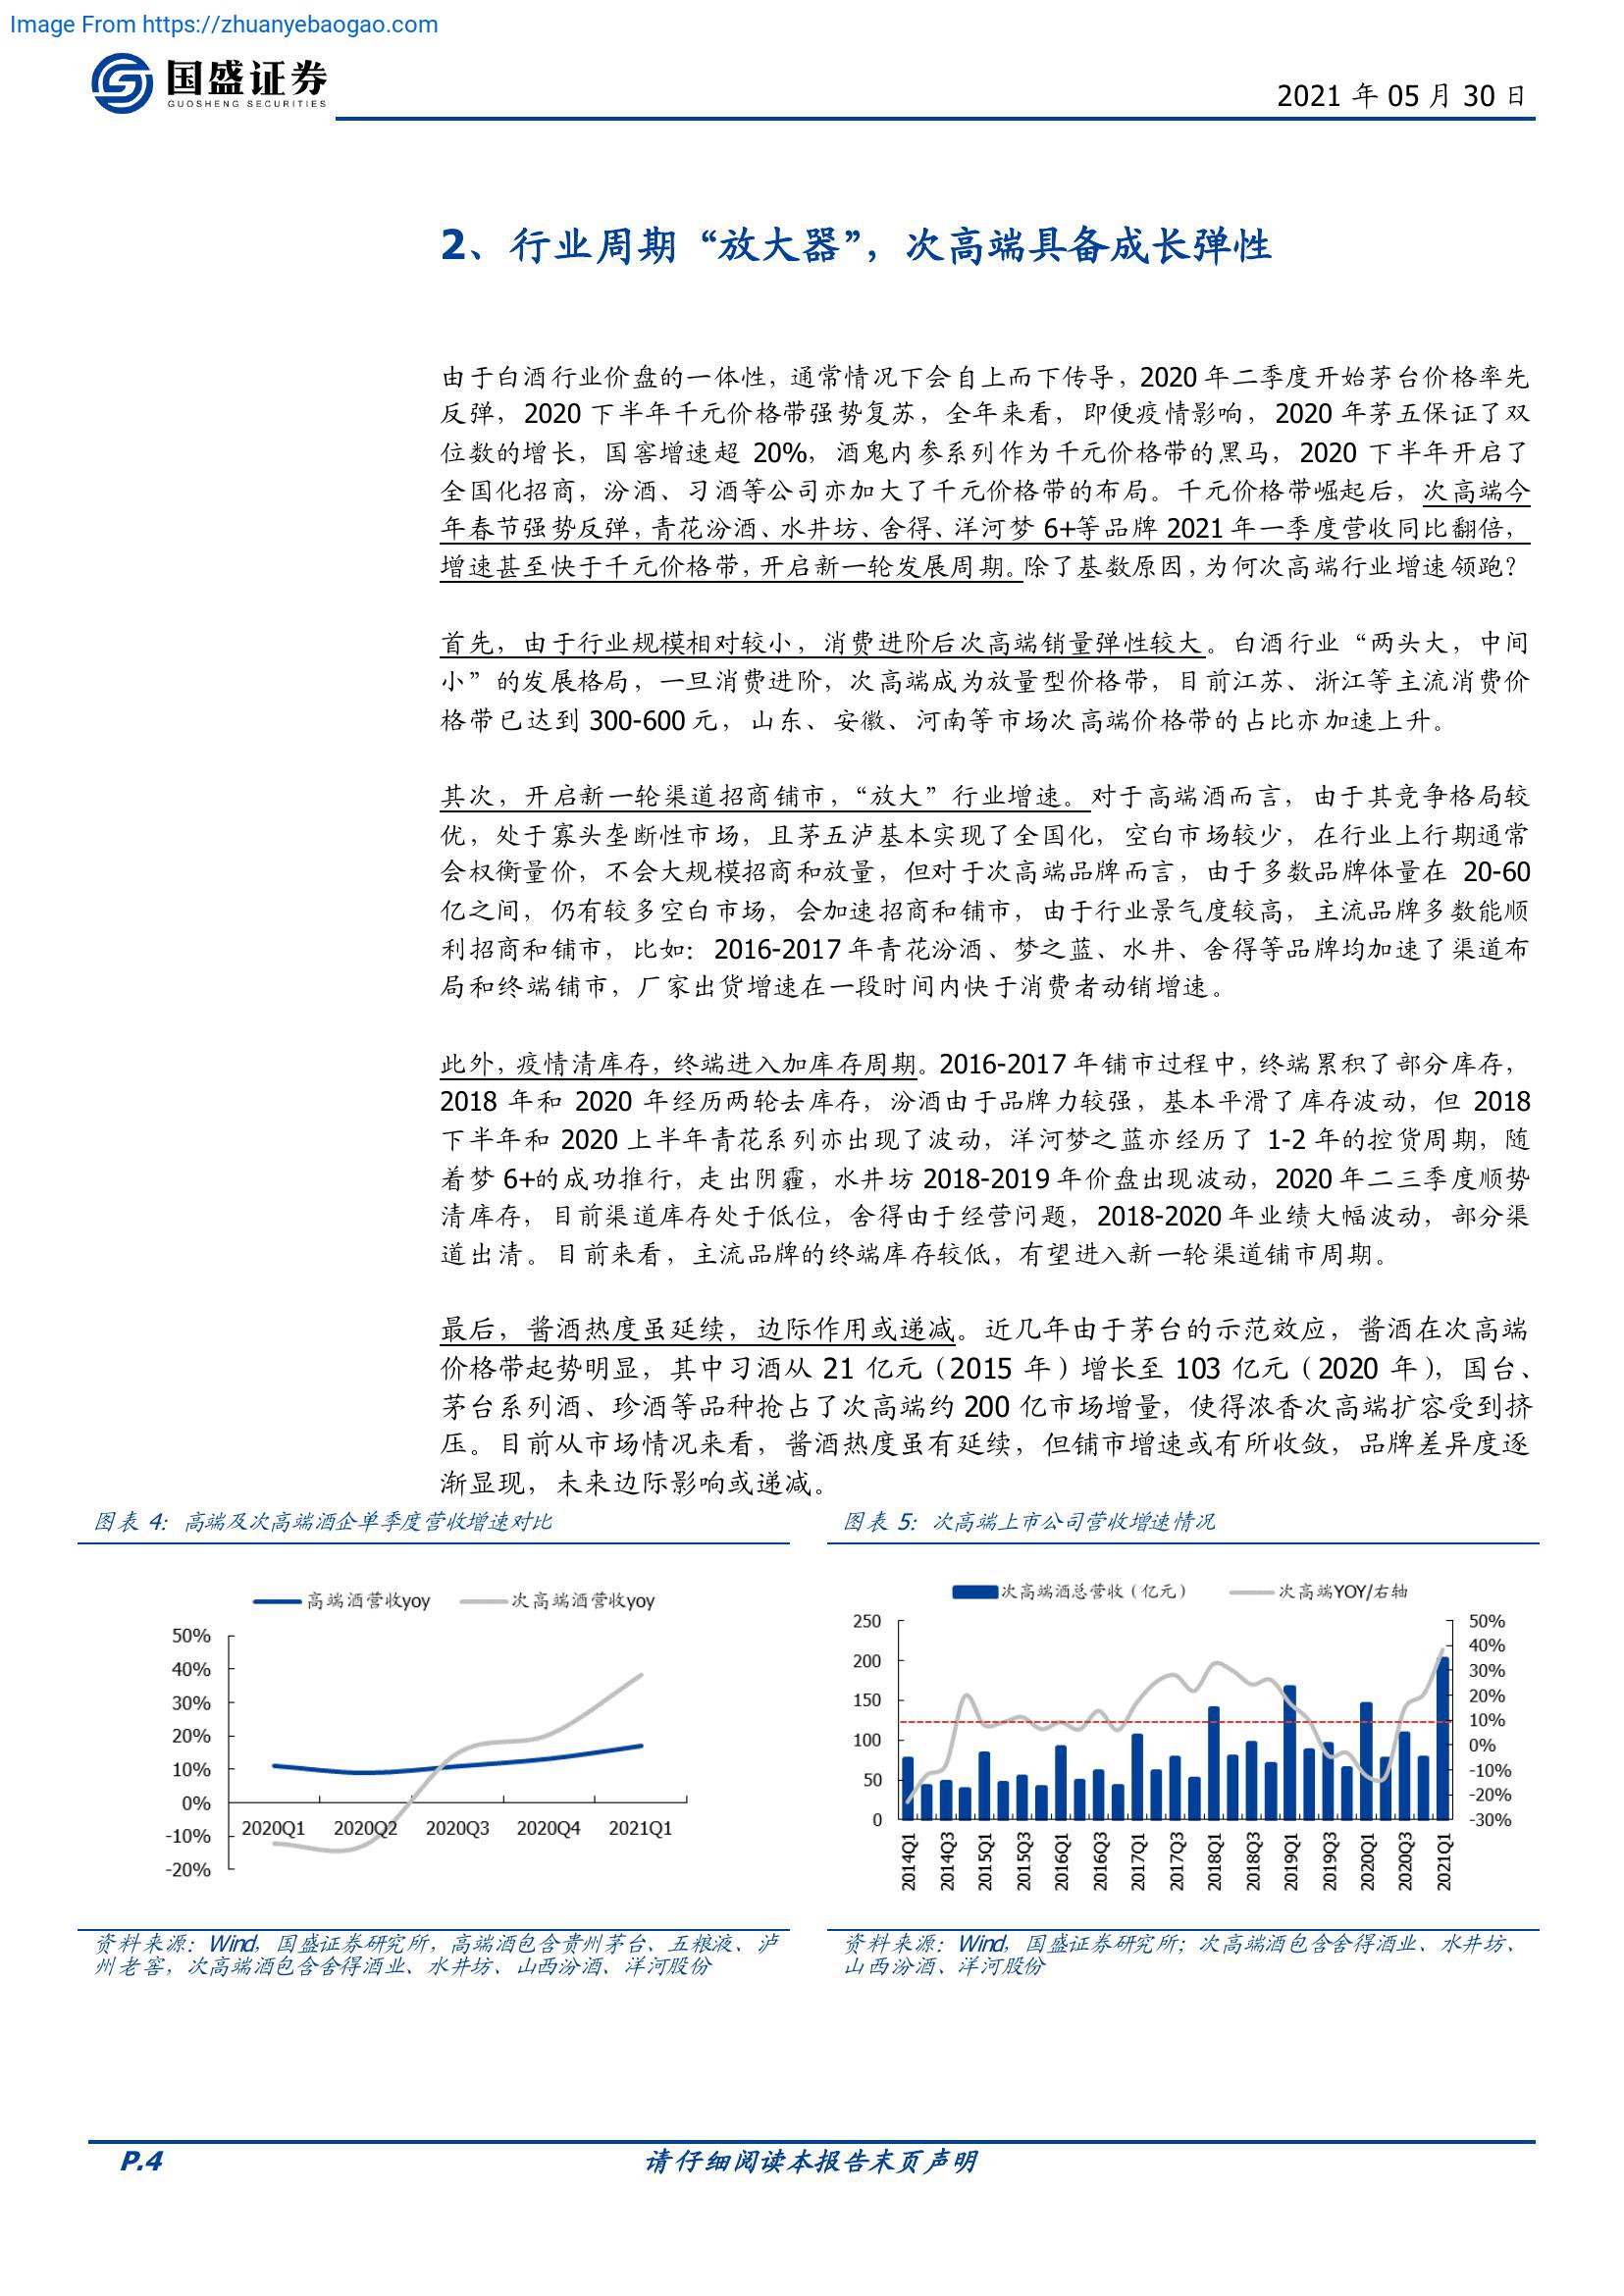 Image From https://zhuanyebaogao.com
国盛证券
GUOSHENG SECURITIES
2021 年 05 月 30 日
2、行业周期“放大器”，次高端具备成长弹性
由于白酒行业价盘的一体性，通常情况下会自上而下传导，2020 年二季度开始茅台价格率先
反弹，2020 下半年千元价格带强势复苏，全年来看，即便疫情影响，2020 年茅五保证了双
位数的增长，国窖增速超 20%，酒鬼内参系列作为千元价格带的黑马，2020 下半年开启了
全国化招商，汾酒、习酒等公司亦加大了千元价格带的布局。千元价格带崛起后，次高端今
年春节强势反弹，青花汾酒、水井坊、舍得、洋河梦 6+等品牌 2021 年一季度营收同比翻倍，
增速甚至快于千元价格带，开启新一轮发展周期。除了基数原因，为何次高端行业增速领跑？
首先，由于行业规模相对较小，消费进阶后次高端销量弹性较大。白酒行业“两头大，中间
小”的发展格局，一旦消费进阶，次高端成为放量型价格带，目前江苏、浙江等主流消费价
格带已达到 300-600 元，山东、安徽、河南等市场次高端价格带的占比亦加速上升。
其次，开启新一轮渠道招商铺市，“放大”行业增速。对于高端酒而言，由于其竞争格局较
优，处于寡头垄断性市场，且茅五泸基本实现了全国化，空白市场较少，在行业上行期通常
会权衡量价，不会大规模招商和放量，但对于次高端品牌而言，由于多数品牌体量在 20-60
亿之间，仍有较多空白市场，会加速招商和铺市，由于行业景气度较高，主流品牌多数能顺
利招商和铺市，比如：2016-2017 年青花汾酒、梦之蓝、水井、舍得等品牌均加速了渠道布
局和终端铺市，厂家出货增速在一段时间内快于消费者动销增速。
此外，疫情清库存，终端进入加库存周期。2016-2017 年铺市过程中，终端累积了部分库存，
2018 年和 2020 年经历两轮去库存，汾酒由于品牌力较强，基本平滑了库存波动，但 2018
下半年和 2020 上半年青花系列亦出现了波动，洋河梦之蓝亦经历了 1-2 年的控货周期，随
着梦 6+的成功推行，走出阴霾，水井坊 2018-2019 年价盘出现波动，2020 年二三季度顺势
清库存，目前渠道库存处于低位，舍得由于经营问题，2018-2020 年业绩大幅波动，部分渠
道出清。目前来看，主流品牌的终端库存较低，有望进入新一轮渠道铺市周期。
最后，酱酒热度虽延续，边际作用或递减。近几年由于茅台的示范效应，酱酒在次高端
价格带起势明显，其中习酒从 21 亿元（2015 年）增长至 103 亿元（2020 年），国台、
茅台系列酒、珍酒等品种抢占了次高端约 200 亿市场增量，使得浓香次高端扩容受到挤
压。目前从市场情况来看，酱酒热度虽有延续，但铺市增速或有所收敛，品牌差异度逐
渐显现，未来边际影响或递减。
图表 4：高端及次高端酒企单季度营收增速对比
高端酒营收yoy 次高端酒营收yoy
50%
40%
30%
20%
10%
0%
-10%
-20%
2020Q1 2020Q2 2020Q3 2020Q4 2021Q1
资料来源：Wind，国盛证券研究所，高端酒包含贵州茅台、五粮液、泸
州老窖，次高端酒包含舍得酒业、水井坊、山西汾酒、洋河股份
图表 5：次高端上市公司营收增速情况
次高端酒总营收（亿元） 次高端YOY/右轴
250
200
150
100
50
0
50%
40%
30%
20%
10%
0%
-10%
-20%
-30%
2014Q1 2014Q3 2015Q1 2015Q3 2016Q1 2016Q3 2017Q1 2017Q3 2018Q1 2018Q3 2019Q1 2019Q3 2020Q1 2020Q3 2021Q1
资料来源：Wind，国盛证券研究所；次高端酒包含舍得酒业、水井坊、
山西汾酒、洋河股份
P.4
请仔细阅读本报告末页声明